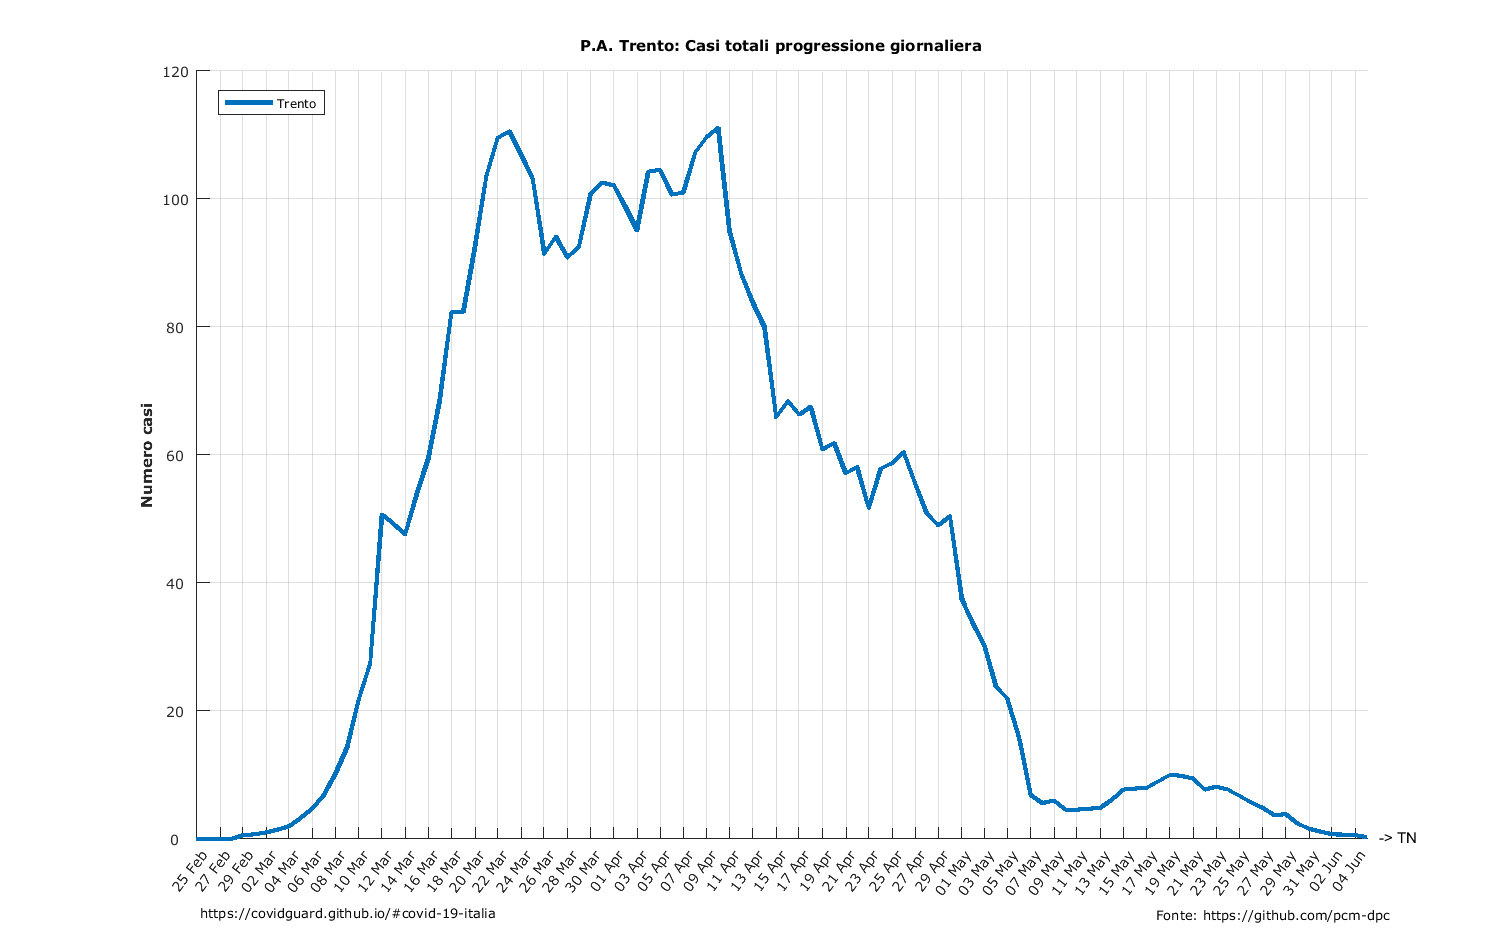 P.A. Trento: Casi totali progressione giornaliera
Trento
Numero casi
120
100
80
60
40
20
0
25 Feb
27 Feb
29 Feb
02 Mar
04 Mar
06 Mar
08 Mar
10 Mar
12 Mar
14 Mar
16 Mar
18 Mar
20 Mar
22 Mar
24 Mar
26 Mar
28 Mar
30 Mar
01 Apr
03 Apr
05 Apr
07 Apr
09 Apr
11 Apr
13 Apr
15 Apr
17 Apr
19 Apr
21 Apr
23 Apr
25 Apr
27 Apr
29 Apr
01 May
03 May
05 May
07 May
09 May
11 May
13 May
15 May
17 May
19 May
21 May
23 May
25 May
27 May
29 May
31 May
02 Jun
04 Jun
-> TN
https://covidguard.github.io/#covid-19-italia
Fonte: https://github.com/pcm-dpc